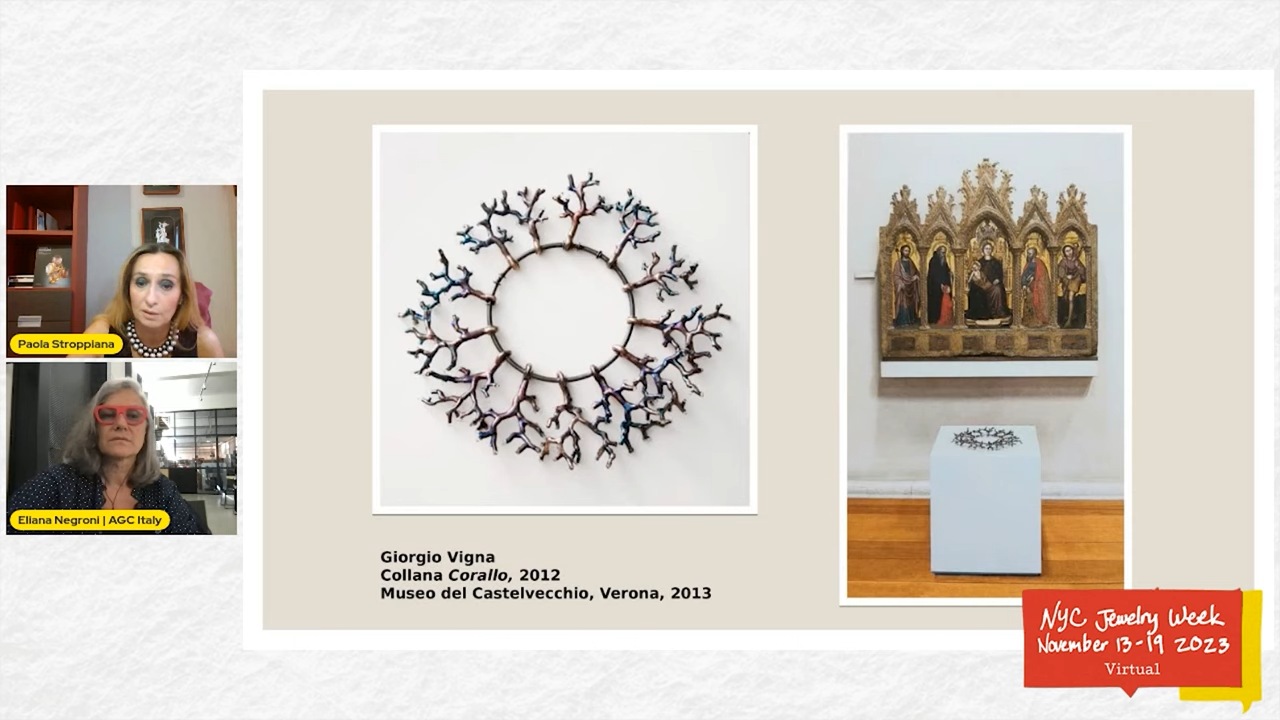 Paola Stroppiana
Eliana Negroni | AGC Italy
Giorgio Vigna
Collana Corallo, 2012
Museo del Castelvecchio, Verona, 2013
NYC Jewelry Week
November 13-19 2023
Virtual